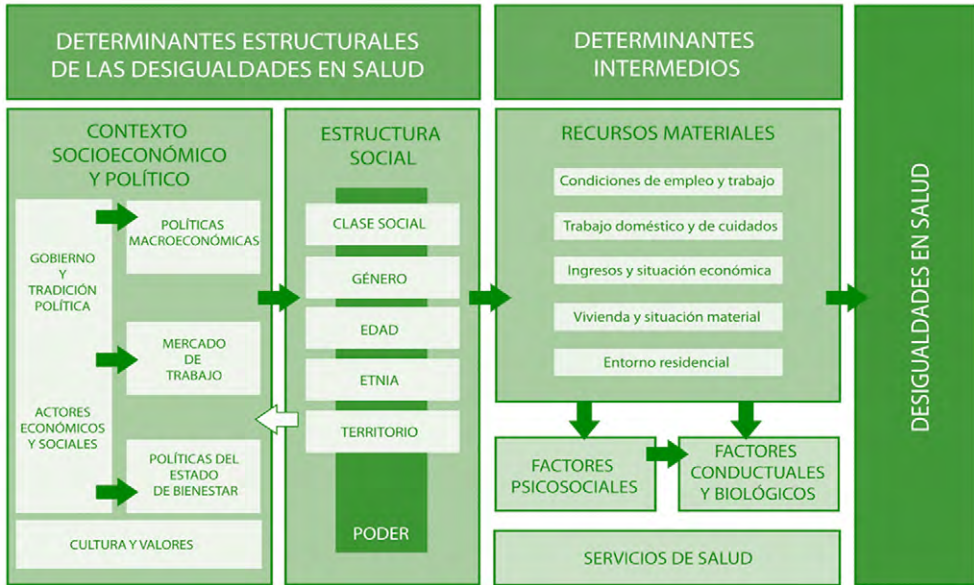 DETERMINANTES ESTRUCTURALES
DE LAS DESIGUALDADES EN SALUD
CONTEXTO
SOCIOECONÓMICO
Y POLÍTICO
GOBIERNO
Y
TRADICIÓN
POLÍTICA
ACTORES
ECONÓMICOS
Y SOCIALES
POLÍTICAS
MACROECONÓMICAS
MERCADO
DE
TRABAJO
POLÍTICAS DEL
ESTADO
DE BIENESTAR
CULTURA Y VALORES
ESTRUCTURA
SOCIAL
CLASE SOCIAL
GÉNERO
EDAD
ETNIA
TERRITORIO
PODER
DETERMINANTES
INTERMEDIOS
RECURSOS MATERIALES
Condiciones de empleo y trabajo
Trabajo doméstico y de cuidados
Ingresos y situación económica
Vivienda y situación material
Entorno residencial
FACTORES
PSICOSOCIALES
FACTORES
CONDUCTUALES
Y BIOLÓGICOS
SERVICIOS DE SALUD
DESIGUALDADES EN SALUD